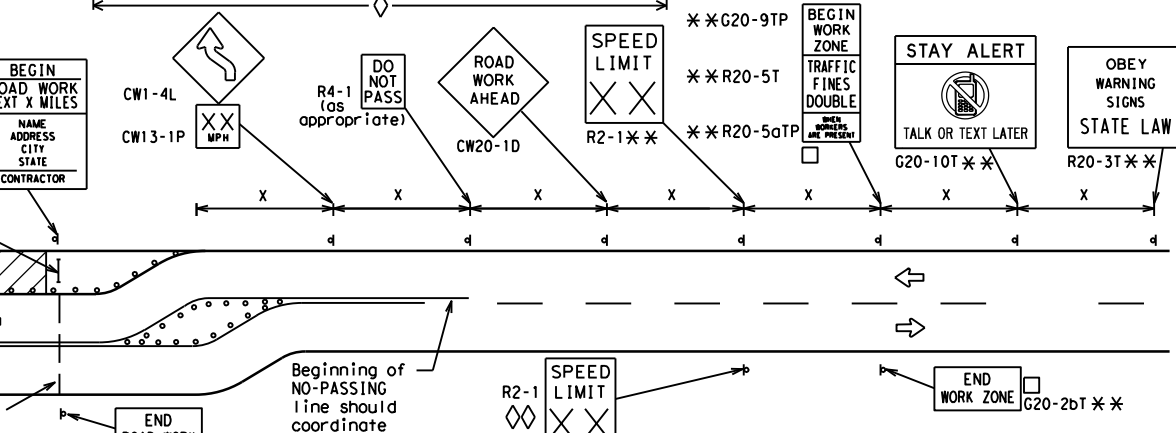 BEGIN
ROAD WORK
NEXT X MILES
NAME
ADDRESS
CITY
STATE
CONTRACTOR
CW1-4L
CW13-1P
XX
MPH
R4-1
(as
appropriate)
DO
NOT
PASS
ROAD
WORK
AHEAD
CW20-1D
SPEED
LIMIT
X X
R2-1**
**G20-9TP
**R20-5T
**R20-5aTP
BEGIN
WORK
ZONE
TRAFFIC
FINES
DOUBLE
WHEN
WORKERS
ARE PRESENT
STAY ALERT
TALK OR TEXT LATER
G20-10T**
OBEY
WARNING
SIGNS
STATE LAW
R20-3T**
X X X X X X X
Beginning of
NO-PASSING
line should
coordinate
R2-1
SPEED
LIMIT
X X
END
WORK ZONE
G20-2bT**
END
ROAD WORK